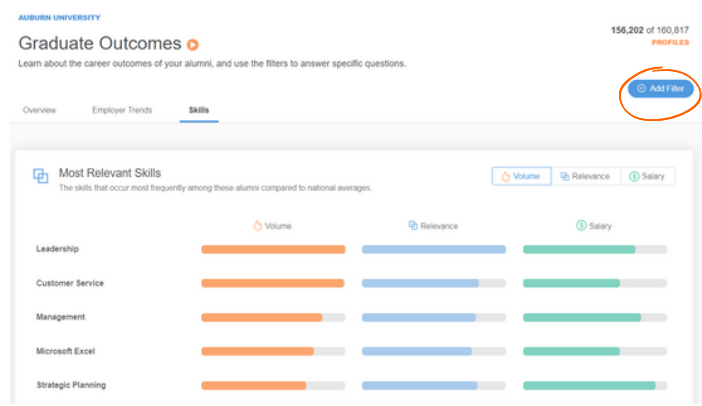 AUBURN UNIVERSITY
156,202 of 160,817
PROFILES
Graduate Outcomes
Learn about the career outcomes of your alumni, and use the filters to answer specific questions.
Add Filter
Overview Employer Trends Skills
Most Relevant Skills
The skills that occur most frequently among these alumni compared to national averages.
Volume Relevance Salary
Volume Relevance Salary
Leadership
Customer Service
Management
Microsoft Excel
Strategic Planning